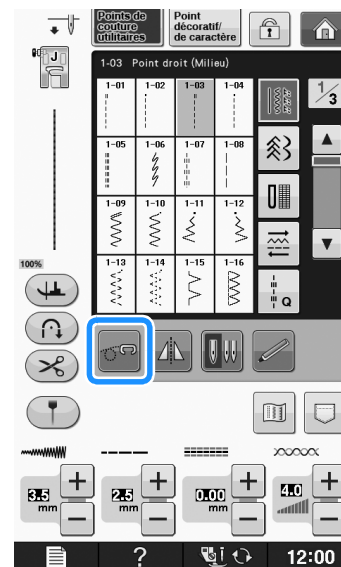 Points de
couture
utilitaires
Point
décoratif/
de caractère
J
1-03 Point droit (Milieu)
1/3
1-01 1-02 1-03 1-04
1-05 1-06 1-07 1-08
1-09 1-10 1-11 1-12
1-13 1-14 1-15 1-16
Q
100%
3.5 mm + −
2.5 mm + −
0.00 mm + −
4.0 + −
? 12:00